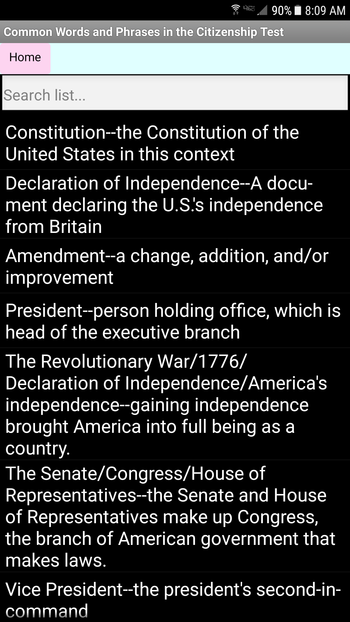 90% 8:09 AM
Common Words and Phrases in the Citizenship Test
Home
Search list...
Constitution--the Constitution of the
United States in this context
Declaration of Independence--A docu-
ment declaring the U.S.'s independence
from Britain
Amendment--a change, addition, and/or
improvement
President--person holding office, which is
head of the executive branch
The Revolutionary War/1776/
Declaration of Independence/America's
independence--gaining independence
brought America into full being as a
country.
The Senate/Congress/House of
Representatives--the Senate and House
of Representatives make up Congress,
the branch of American government that
makes laws.
Vice President--the president's second-in-
command